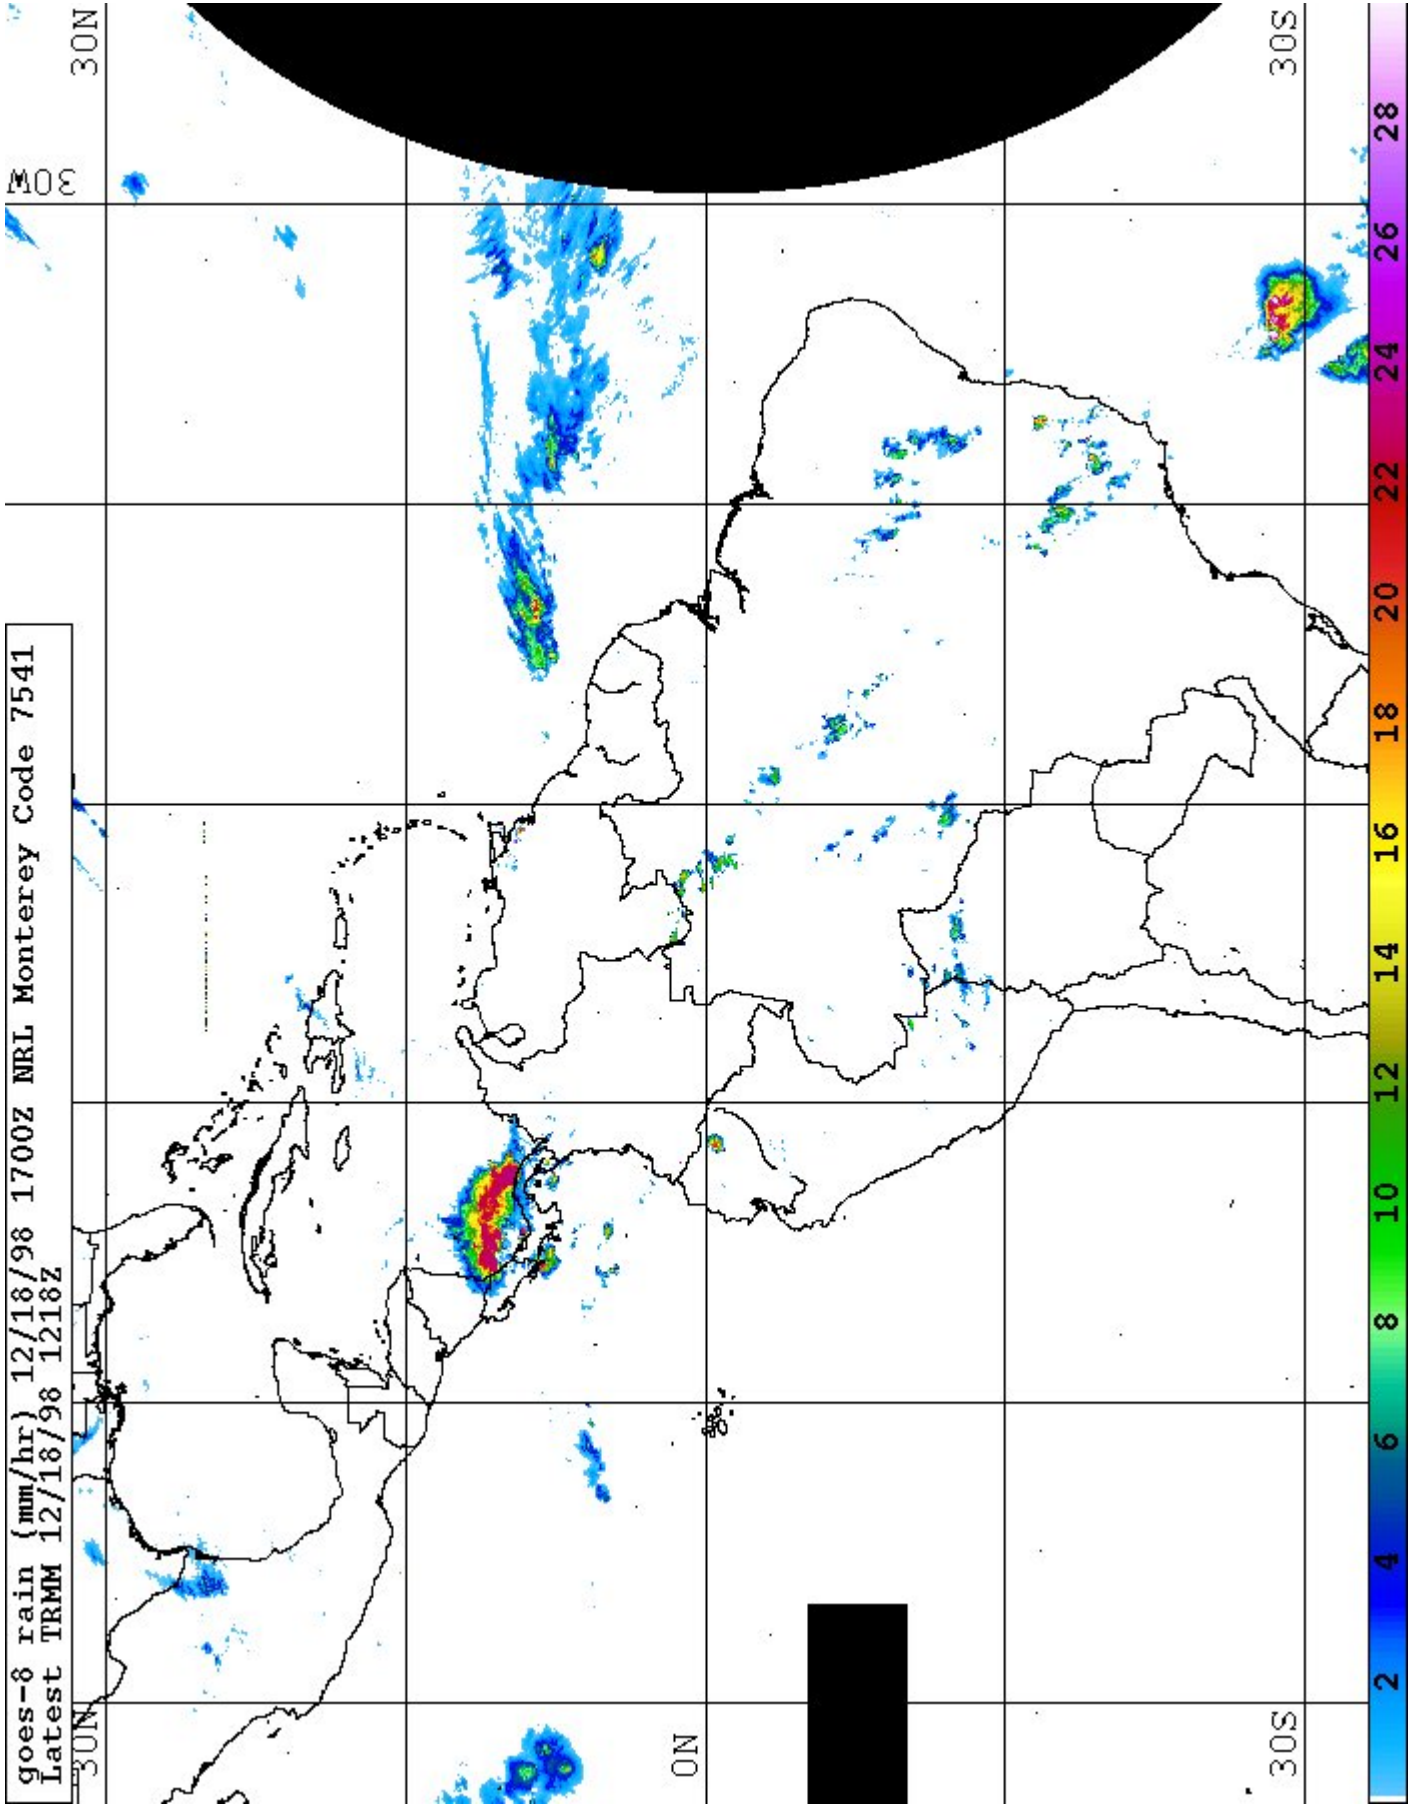 goes-8 rain (mm/hr) 12/18/98 1700Z NRL Monterey Code 7541
Latest TRMM 12/18/98 1218Z
30N
30N
0N
30S
30S
30W
2 4 6 8 10 12 14 16 18 20 22 24 26 28